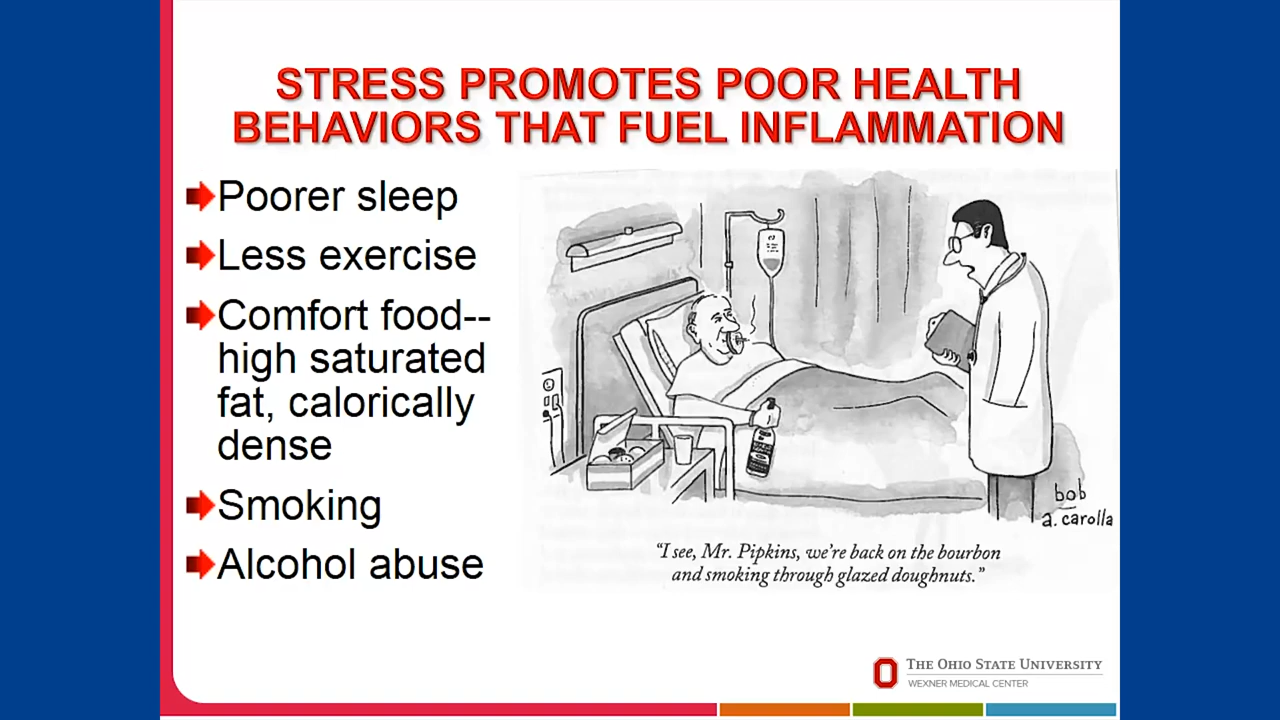 STRESS PROMOTES POOR HEALTH
BEHAVIORS THAT FUEL INFLAMMATION
Poorer sleep
Less exercise
Comfort food--
high saturated
fat, calorically
dense
Smoking
Alcohol abuse
bob
a. carolla
"I see, Mr. Pipkins, we're back on the bourbon
and smoking through glazed doughnuts."
THE OHIO STATE UNIVERSITY
WEXNER MEDICAL CENTER